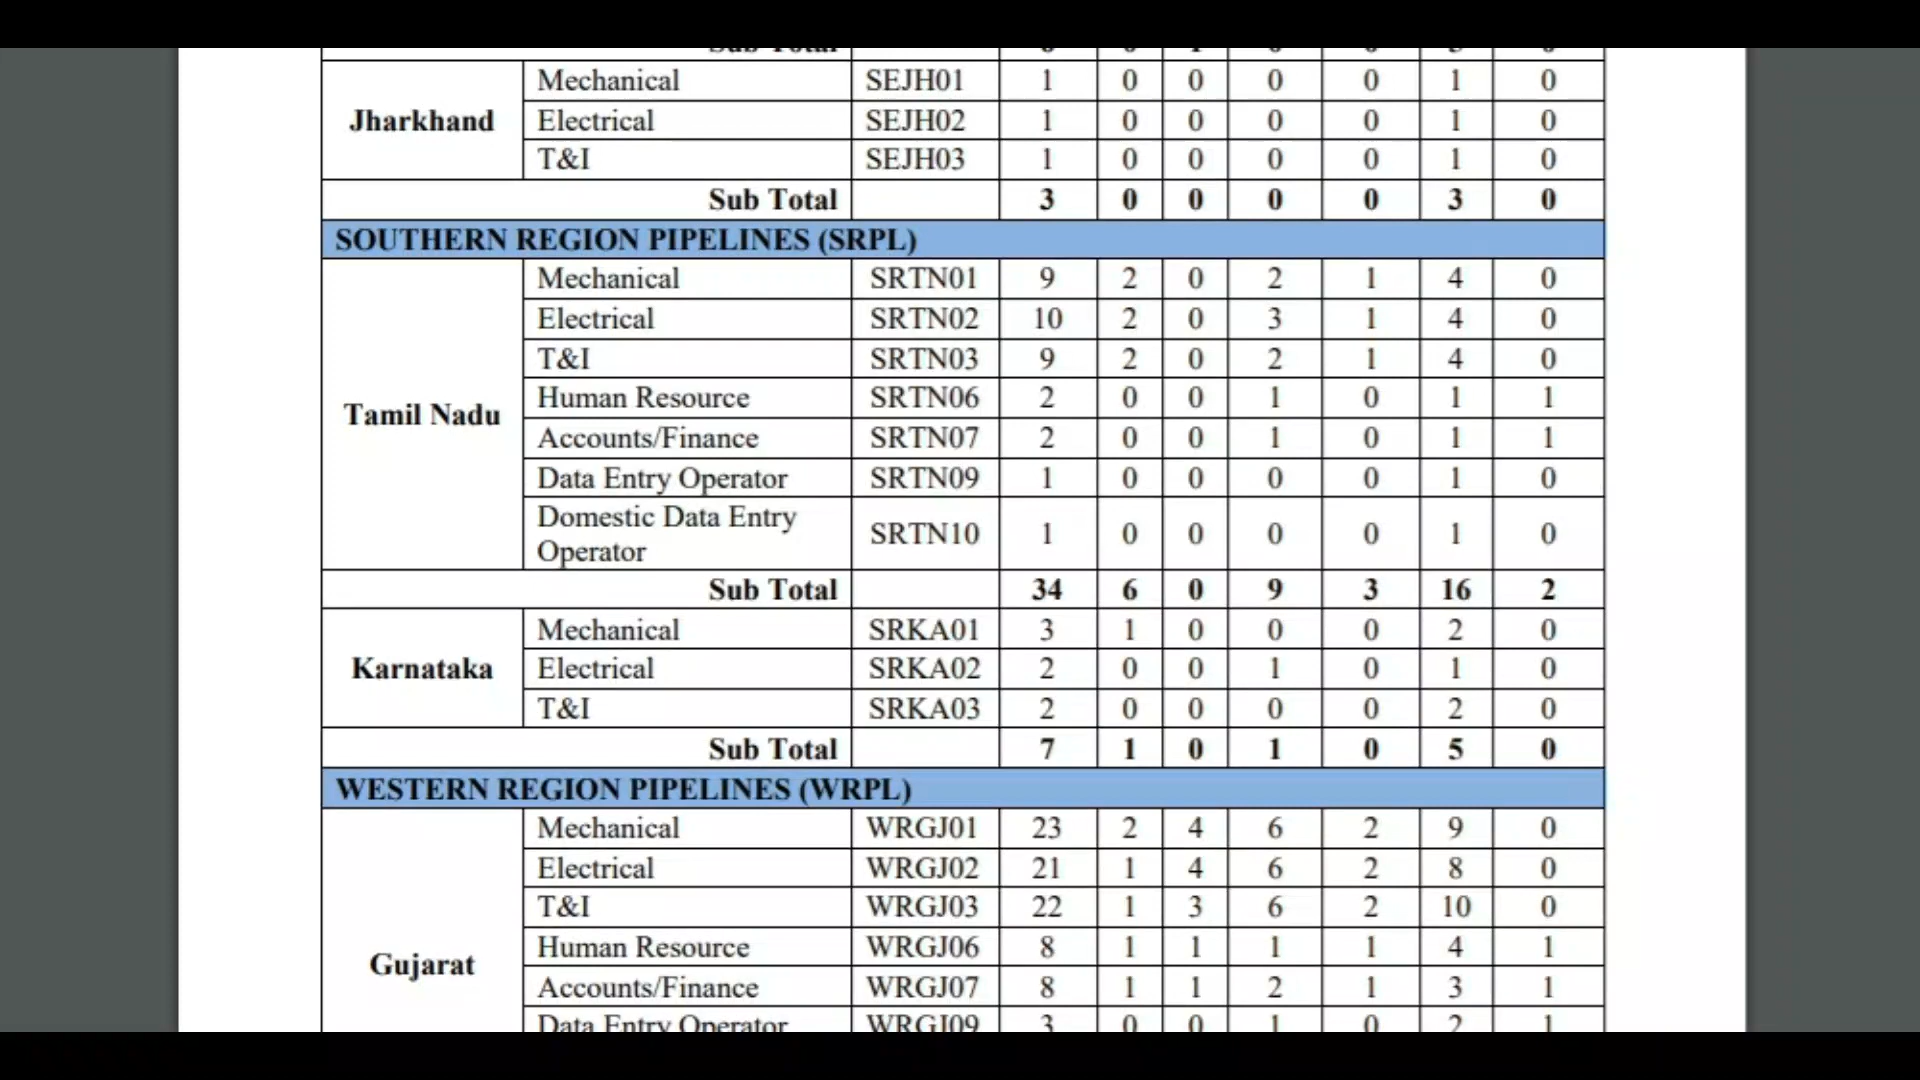 Sub Total
Jharkhand
Mechanical SEJH01 1 0 0 0 0 1 0
Electrical SEJH02 1 0 0 0 0 1 0
T&I SEJH03 1 0 0 0 0 1 0
Sub Total 3 0 0 0 0 3 0
SOUTHERN REGION PIPELINES (SRPL)
Tamil Nadu
Mechanical SRTN01 9 2 0 2 1 4 0
Electrical SRTN02 10 2 0 3 1 4 0
T&I SRTN03 9 2 0 2 1 4 0
Human Resource SRTN06 2 0 0 1 0 1 1
Accounts/Finance SRTN07 2 0 0 1 0 1 1
Data Entry Operator SRTN09 1 0 0 0 0 1 0
Domestic Data Entry
Operator SRTN10 1 0 0 0 0 1 0
Sub Total 34 6 0 9 3 16 2
Karnataka
Mechanical SRKA01 3 1 0 0 0 2 0
Electrical SRKA02 2 0 0 1 0 1 0
T&I SRKA03 2 0 0 0 0 2 0
Sub Total 7 1 0 1 0 5 0
WESTERN REGION PIPELINES (WRPL)
Gujarat
Mechanical WRGJ01 23 2 4 6 2 9 0
Electrical WRGJ02 21 1 4 6 2 8 0
T&I WRGJ03 22 1 3 6 2 10 0
Human Resource WRGJ06 8 1 1 1 1 4 1
Accounts/Finance WRGJ07 8 1 1 2 1 3 1
Data Entry Operator WRGJ09 3 0 0 1 0 2 1